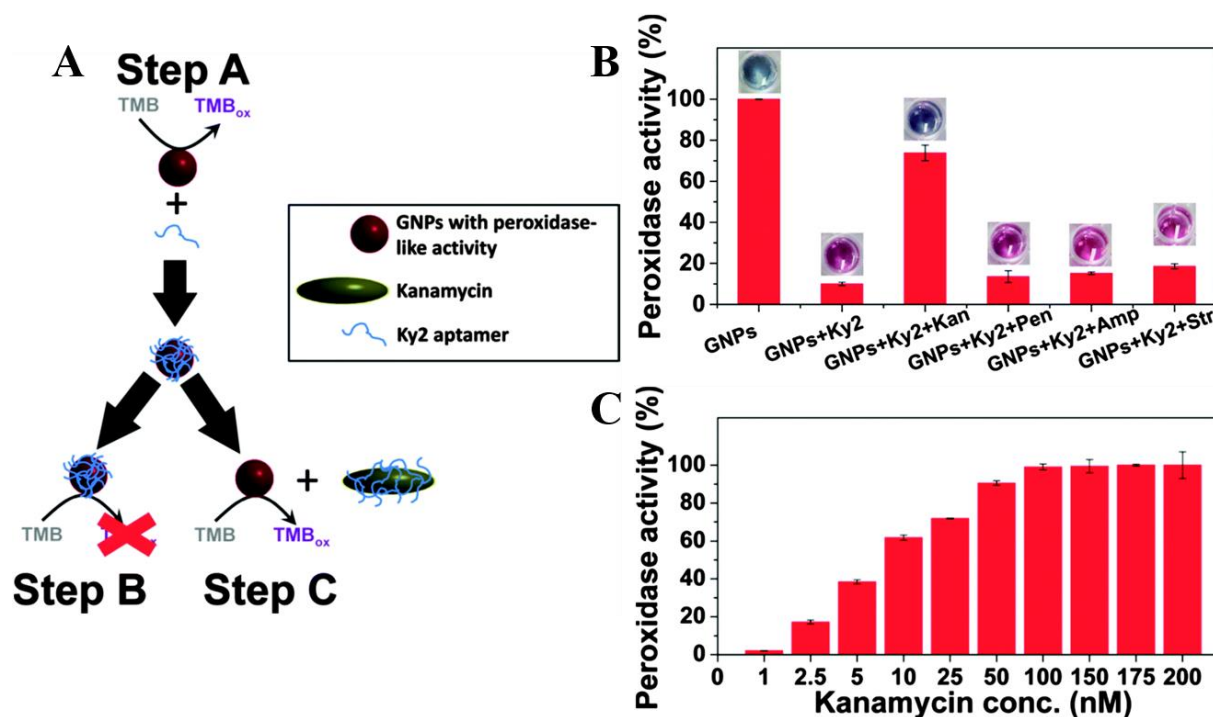 A
Step A
TMB
TMBox
+
GNPs with peroxidase-
like activity
Kanamycin
Ky2 aptamer
+
TMB
TMB
TMBox
Step B
Step C
B
Peroxidase activity (%)
100
80
60
40
20
0
GNPs
GNPs+Ky2
GNPs+Ky2+Kan
GNPs+Ky2+Pen
GNPs+Ky2+Amp
GNPs+Ky2+Str
C
Peroxidase activity (%)
100
80
60
40
20
0
0 1 2.5 5 10 25 50 100 150 175 200
Kanamycin conc. (nM)